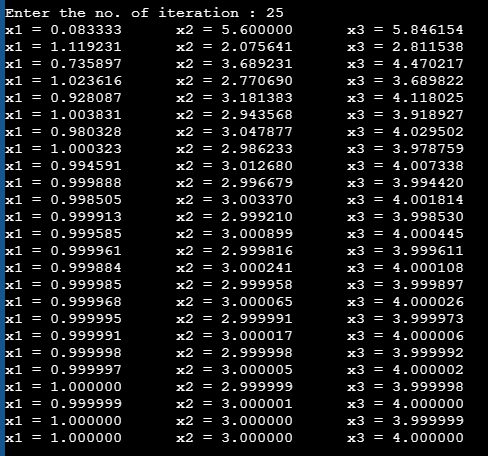 Enter the no. of iteration : 25
x1 = 0.083333 x2 = 5.600000 x3 = 5.846154
x1 = 1.119231 x2 = 2.075641 x3 = 2.811538
x1 = 0.735897 x2 = 3.689231 x3 = 4.470217
x1 = 1.023616 x2 = 2.770690 x3 = 3.689822
x1 = 0.928087 x2 = 3.181383 x3 = 4.118025
x1 = 1.003831 x2 = 2.943568 x3 = 3.918927
x1 = 0.980328 x2 = 3.047877 x3 = 4.029502
x1 = 1.000323 x2 = 2.986233 x3 = 3.978759
x1 = 0.994591 x2 = 3.012680 x3 = 4.007338
x1 = 0.999888 x2 = 2.996679 x3 = 3.994420
x1 = 0.998505 x2 = 3.003370 x3 = 4.001814
x1 = 0.999913 x2 = 2.999210 x3 = 3.998530
x1 = 0.999585 x2 = 3.000899 x3 = 4.000445
x1 = 0.999961 x2 = 2.999816 x3 = 3.999611
x1 = 0.999884 x2 = 3.000241 x3 = 4.000108
x1 = 0.999985 x2 = 2.999958 x3 = 3.999897
x1 = 0.999968 x2 = 3.000065 x3 = 4.000026
x1 = 0.999995 x2 = 2.999991 x3 = 3.999973
x1 = 0.999991 x2 = 3.000017 x3 = 4.000006
x1 = 0.999998 x2 = 2.999998 x3 = 3.999992
x1 = 0.999997 x2 = 3.000005 x3 = 4.000002
x1 = 1.000000 x2 = 2.999999 x3 = 3.999998
x1 = 0.999999 x2 = 3.000001 x3 = 4.000000
x1 = 1.000000 x2 = 3.000000 x3 = 3.999999
x1 = 1.000000 x2 = 3.000000 x3 = 4.000000